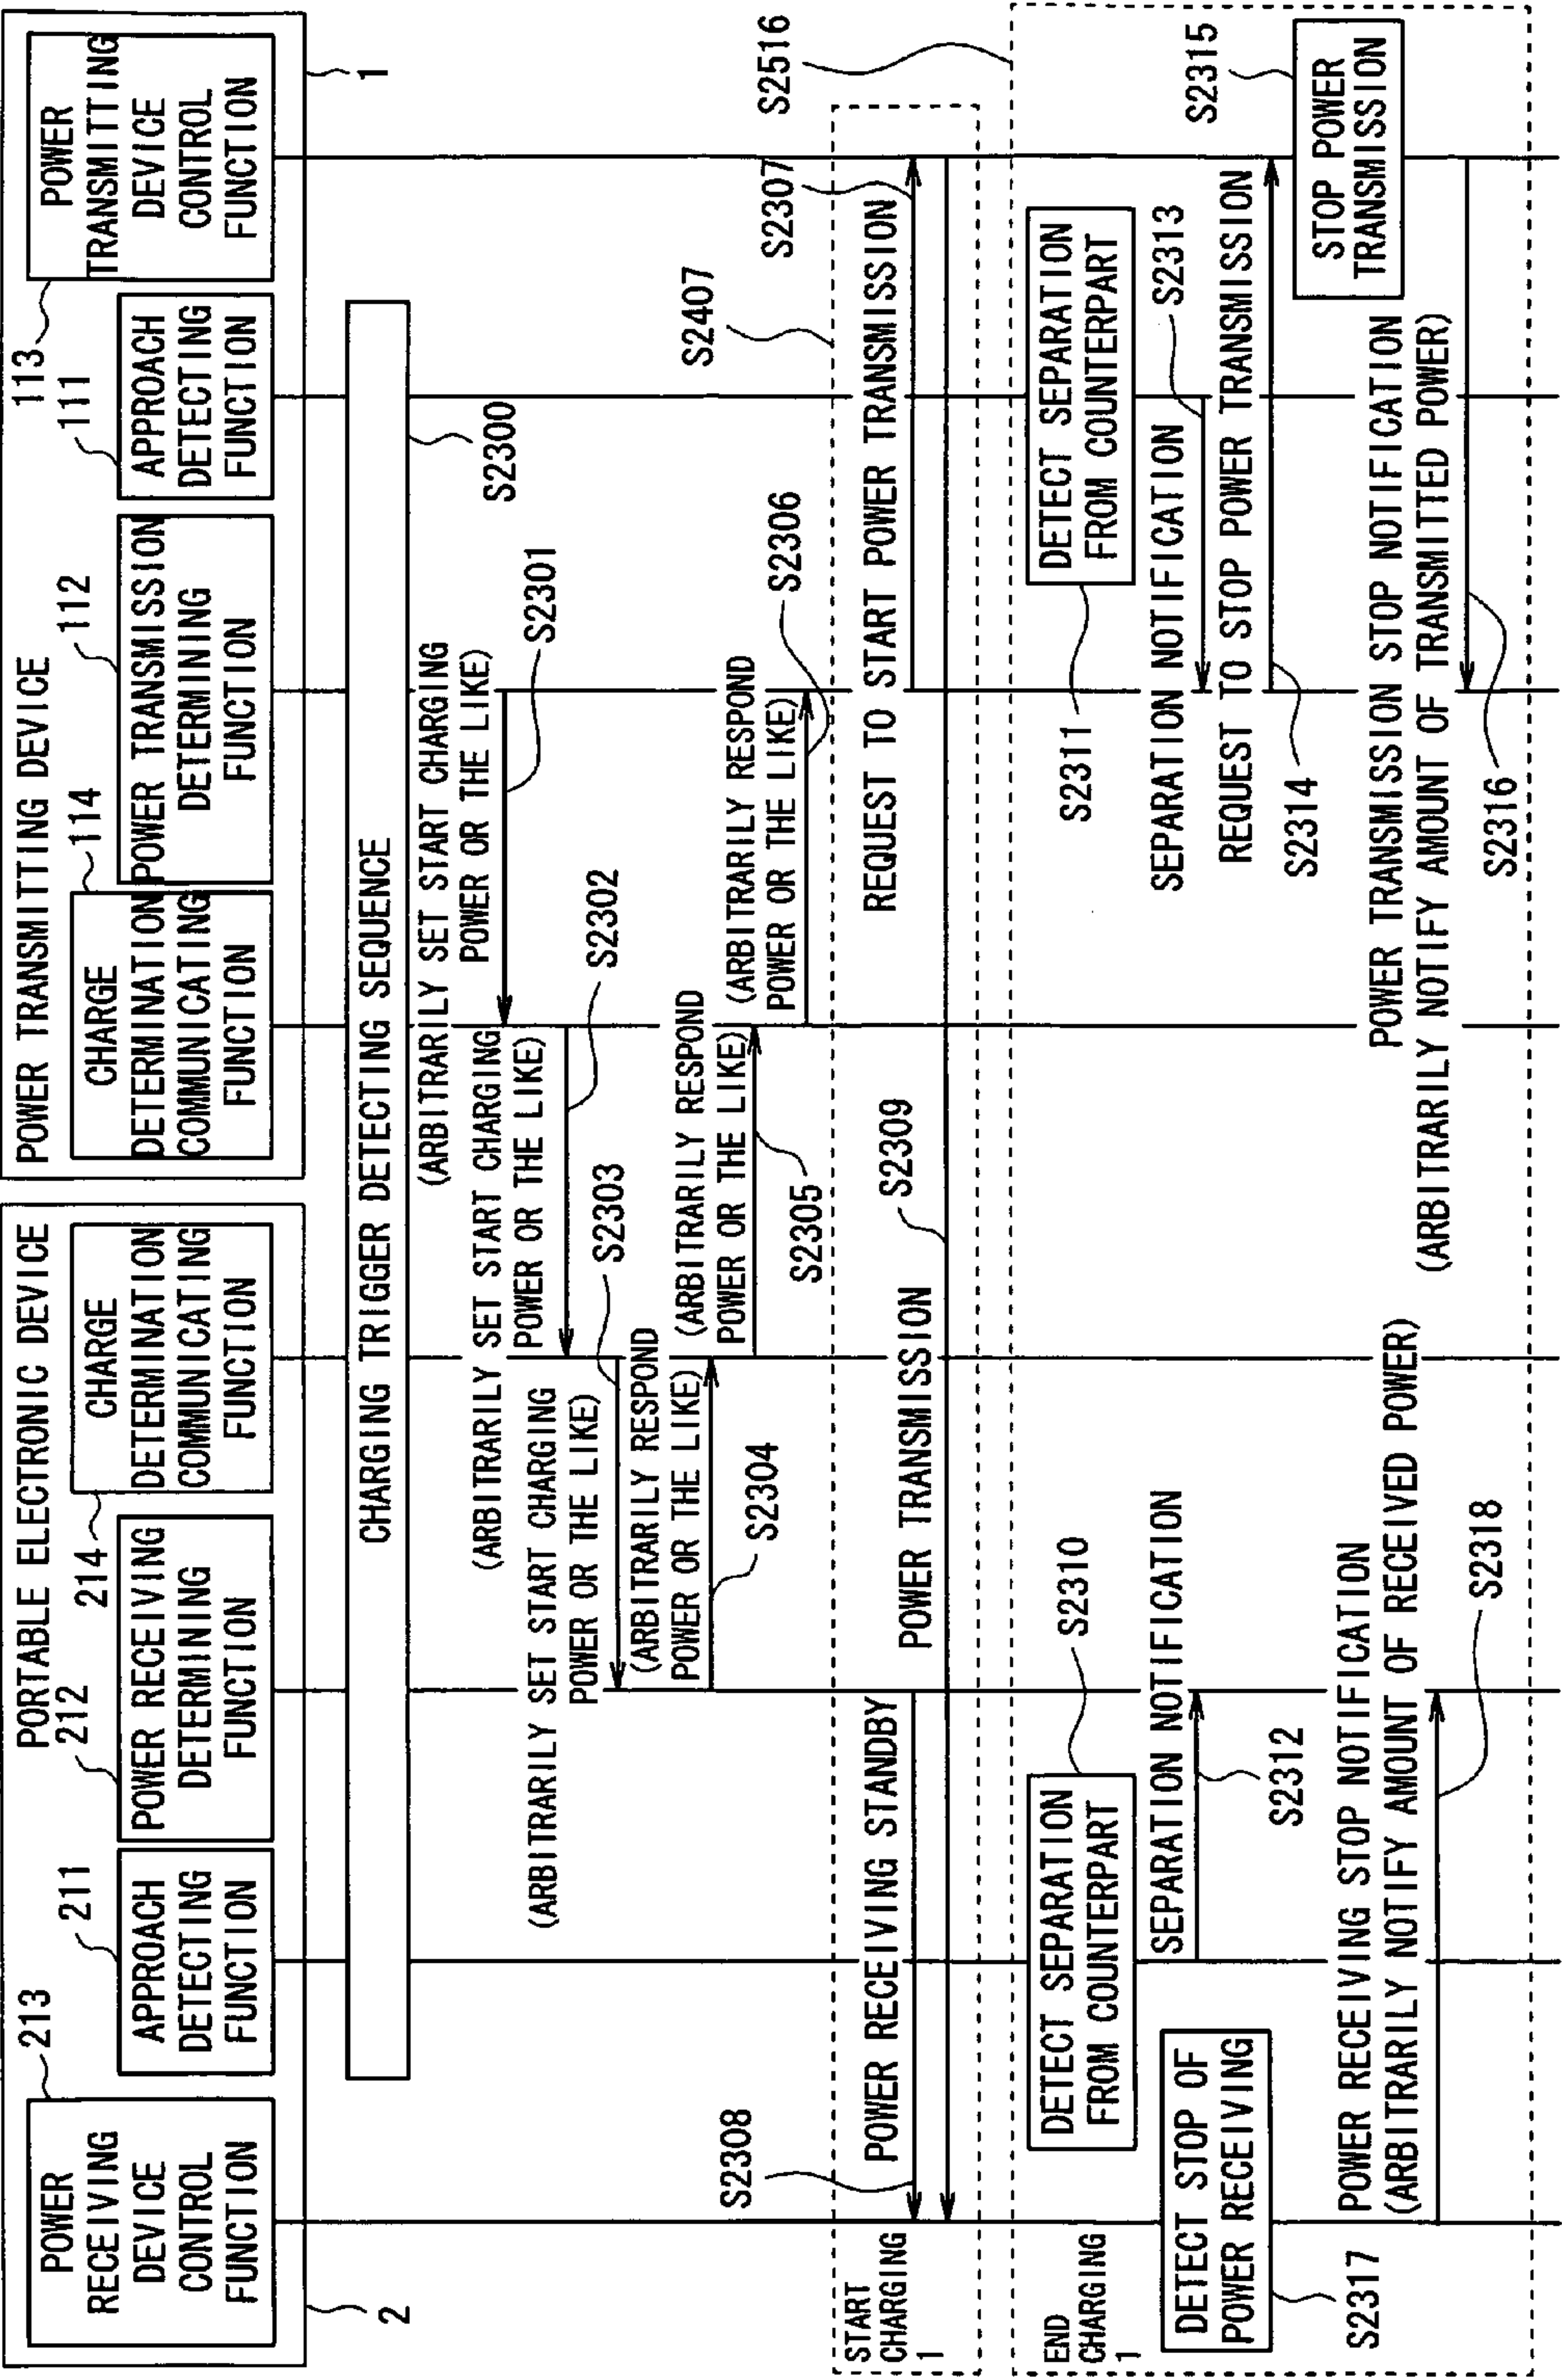 PORTABLE ELECTRONIC DEVICE
POWER TRANSMITTING DEVICE
213
211
212
214
114
112
111
113
POWER
RECEIVING
DEVICE
CONTROL
FUNCTION
APPROACH
DETECTING
FUNCTION
POWER RECEIVING
DETERMINING
FUNCTION
CHARGE
DETERMINATION
COMMUNICATING
FUNCTION
CHARGE
DETERMINATION
COMMUNICATING
FUNCTION
POWER TRANSMISSION
DETERMINING
FUNCTION
APPROACH
DETECTING
FUNCTION
POWER
TRANSMITTING
DEVICE
CONTROL
FUNCTION
2
1
CHARGING TRIGGER DETECTING SEQUENCE
S2300
(ARBITRARILY SET START CHARGING
POWER OR THE LIKE)
S2301
(ARBITRARILY SET START CHARGING
POWER OR THE LIKE)
S2302
(ARBITRARILY SET START CHARGING
POWER OR THE LIKE)
S2303
(ARBITRARILY RESPOND
POWER OR THE LIKE)
S2304
(ARBITRARILY RESPOND
POWER OR THE LIKE)
S2305
(ARBITRARILY RESPOND
POWER OR THE LIKE)
S2306
S2407
S2307
S2516
START
CHARGING
1
S2308
POWER RECEIVING STANDBY
POWER TRANSMISSION
S2309
REQUEST TO START POWER TRANSMISSION
END
CHARGING
1
DETECT SEPARATION
FROM COUNTERPART
S2310
S2311
DETECT SEPARATION
FROM COUNTERPART
SEPARATION NOTIFICATION
S2312
SEPARATION NOTIFICATION
S2313
REQUEST TO STOP POWER TRANSMISSION
S2314
S2315
STOP POWER
TRANSMISSION
DETECT STOP OF
POWER RECEIVING
S2317
POWER RECEIVING STOP NOTIFICATION
(ARBITRARILY NOTIFY AMOUNT OF RECEIVED POWER)
S2318
POWER TRANSMISSION STOP NOTIFICATION
(ARBITRARILY NOTIFY AMOUNT OF TRANSMITTED POWER)
S2316